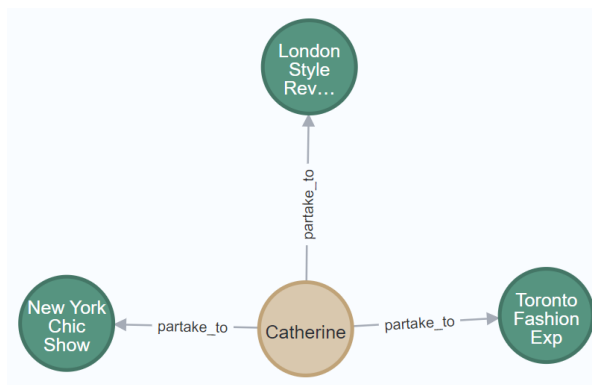 London
Style
Rev…
partake_to
New York
Chic
Show
partake_to
Catherine
partake_to
Toronto
Fashion
Exp